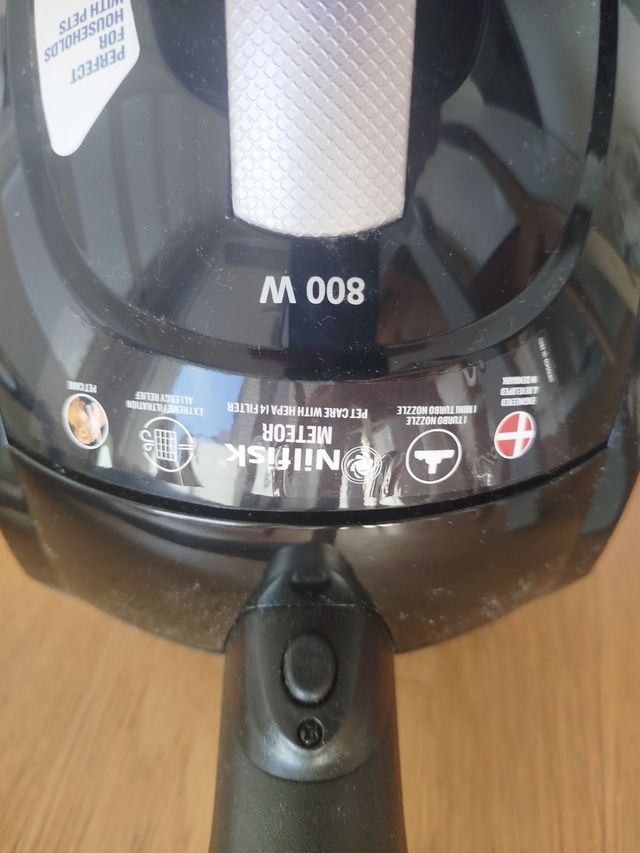 PERFECT
FOR
HOUSEHOLDS
WITH PETS
800 W
ENGINEERED
& DEVELOPED
IN DENMARK
1 TURBO NOZZLE
1 MINI TURBO NOZZLE
Nilfisk
METEOR
PET CARE WITH HEPA 14 FILTER
EXTREME FILTRATION
ALLERGY RELIEF
PET CARE